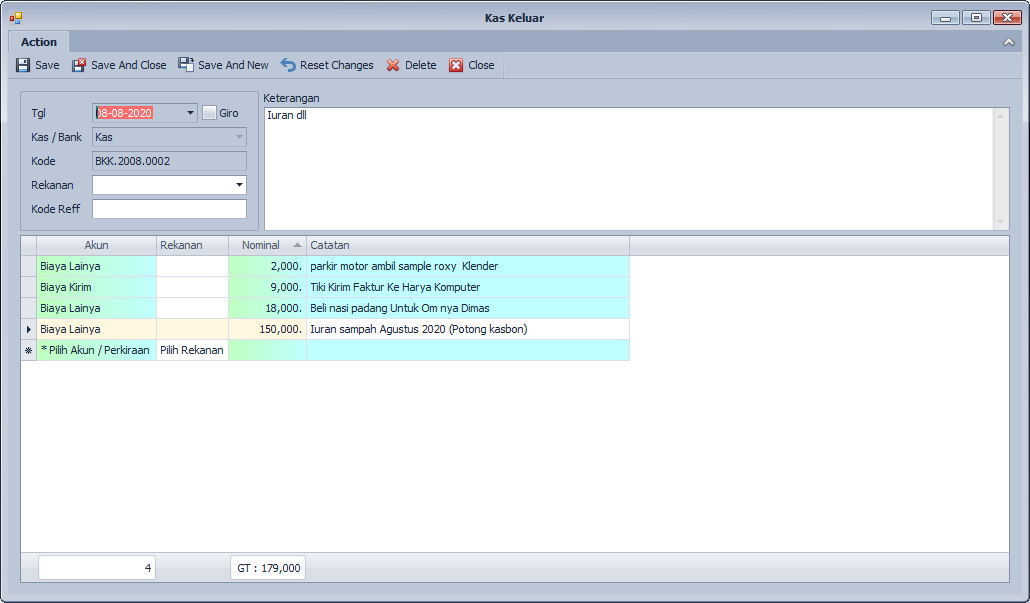 Kas Keluar
Action
Save Save And Close Save And New Reset Changes Delete Close
Tgl 08-08-2020 Giro
Kas / Bank Kas
Kode BKK.2008.0002
Rekanan
Kode Reff
Keterangan
Iuran dll
Akun Rekanan Nominal Catatan
Biaya Lainya 2,000. parkir motor ambil sample roxy Klender
Biaya Kirim 9,000. Tiki Kirim Faktur Ke Harya Komputer
Biaya Lainya 18,000. Beli nasi padang Untuk Om nya Dimas
Biaya Lainya 150,000. Iuran sampah Agustus 2020 (Potong kasbon)
* Pilih Akun / Perkiraan Pilih Rekanan
4 GT : 179,000